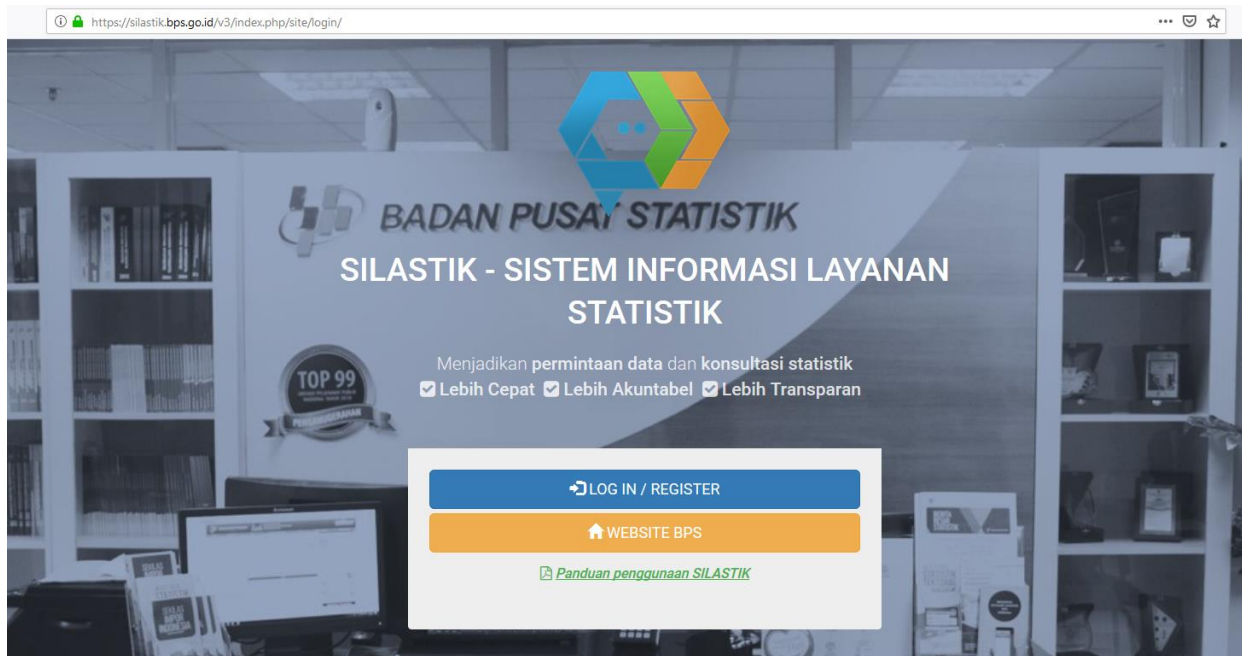 https://silastik.bps.go.id/v3/index.php/site/login/
BADAN PUSAT STATISTIK
SILASTIK - SISTEM INFORMASI LAYANAN
STATISTIK
Menjadikan permintaan data dan konsultasi statistik
Lebih Cepat Lebih Akuntabel Lebih Transparan
TOP 99
PENGANUGERAHAN
LOG IN / REGISTER
WEBSITE BPS
Panduan penggunaan SILASTIK